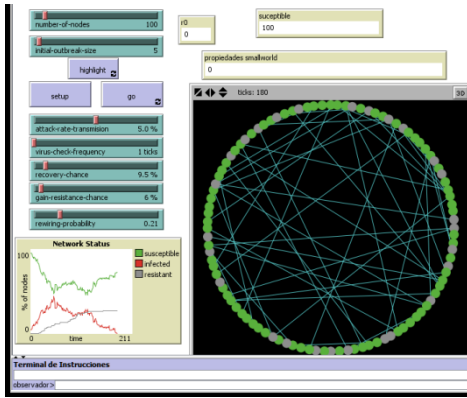 number-of-nodes 100
initial-outbreak-size 5
r0
0
suceptible
100
propiedades smallworld
0
highlight
setup
go
ticks: 180
3D
attack-rate-transmision 5.0 %
virus-check-frequency 1 ticks
recovery-chance 9.5 %
gain-resistance-chance 6 %
rewiring-probability 0.21
Network Status
100
% of nodes
0
0 time 211
susceptible
infected
resistant
Terminal de Instrucciones
observador>